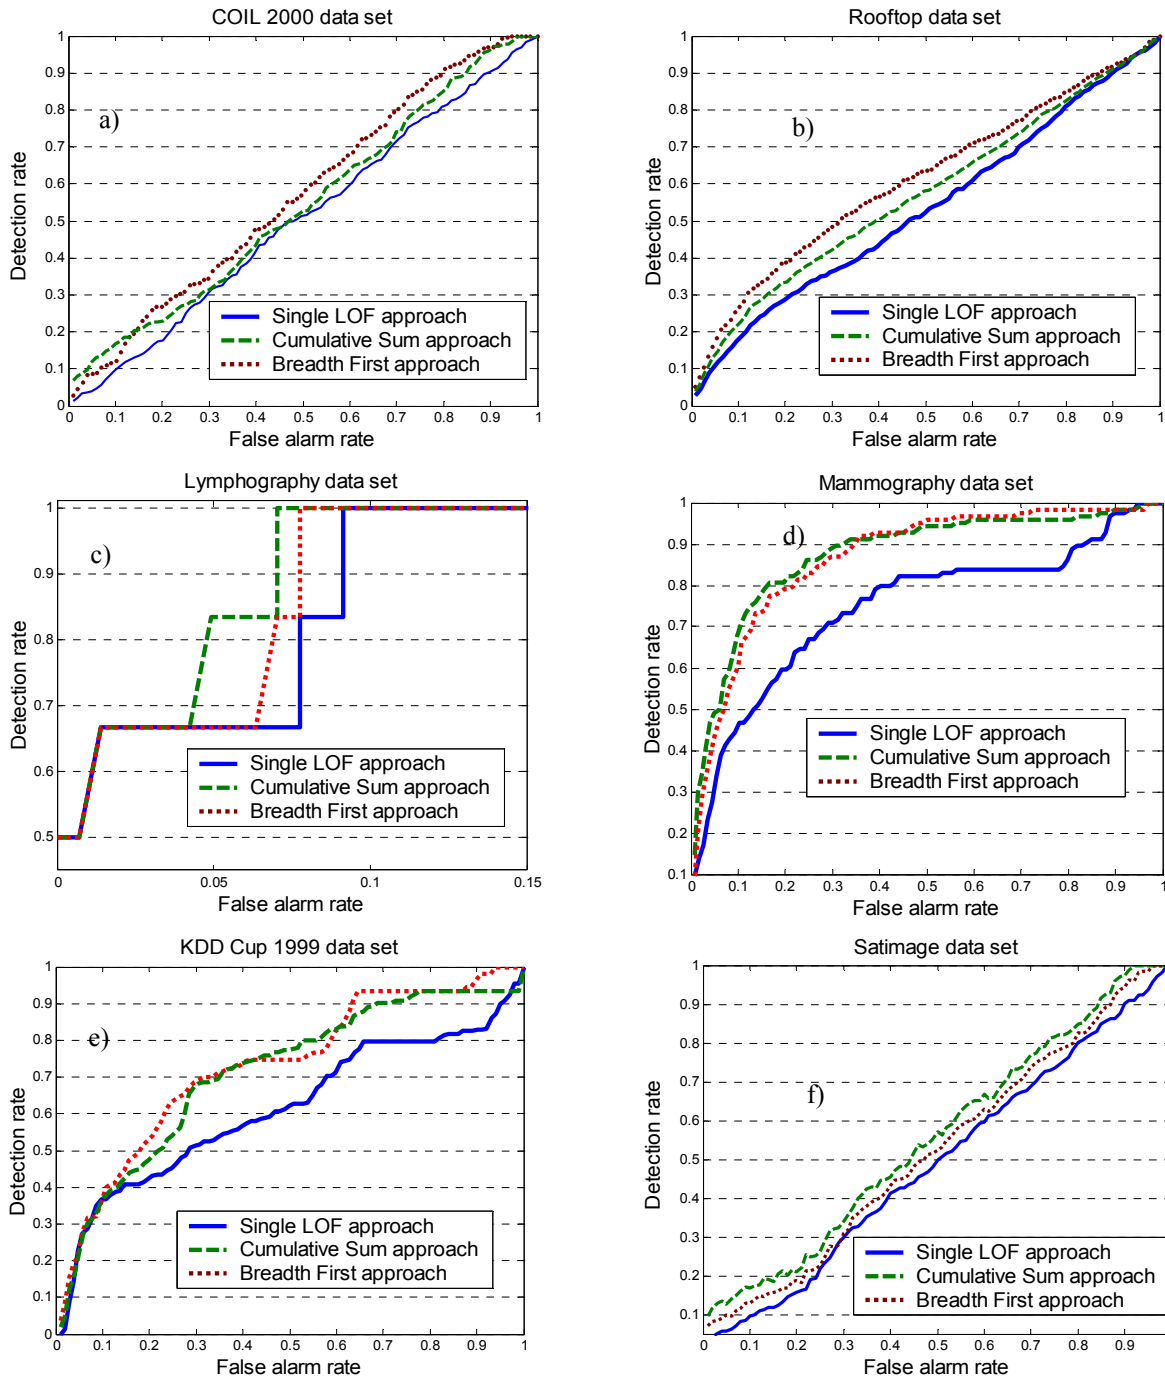 COIL 2000 data set
1
0.9
0.8
0.7
0.6
0.5
0.4
0.3
0.2
0.1
0
Detection rate
a)
Single LOF approach
Cumulative Sum approach
Breadth First approach
0 0.1 0.2 0.3 0.4 0.5 0.6 0.7 0.8 0.9 1
False alarm rate
Rooftop data set
1
0.9
0.8
0.7
0.6
0.5
0.4
0.3
0.2
0.1
0
Detection rate
b)
Single LOF approach
Cumulative Sum approach
Breadth First approach
0 0.1 0.2 0.3 0.4 0.5 0.6 0.7 0.8 0.9 1
False alarm rate
Lymphography data set
1
0.9
0.8
0.7
0.6
0.5
Detection rate
c)
Single LOF approach
Cumulative Sum approach
Breadth First approach
0 0.05 0.1 0.15
False alarm rate
Mammography data set
1
0.9
0.8
0.7
0.6
0.5
0.4
0.3
0.2
0.1
Detection rate
d)
Single LOF approach
Cumulative Sum approach
Breadth First approach
0 0.1 0.2 0.3 0.4 0.5 0.6 0.7 0.8 0.9 1
False alarm rate
KDD Cup 1999 data set
1
0.9
0.8
0.7
0.6
0.5
0.4
0.3
0.2
0.1
0
Detection rate
e)
Single LOF approach
Cumulative Sum approach
Breadth First approach
0 0.1 0.2 0.3 0.4 0.5 0.6 0.7 0.8 0.9 1
False alarm rate
Satimage data set
1
0.9
0.8
0.7
0.6
0.5
0.4
0.3
0.2
0.1
Detection rate
f)
Single LOF approach
Cumulative Sum approach
Breadth First approach
0 0.1 0.2 0.3 0.4 0.5 0.6 0.7 0.8 0.9 1
False alarm rate